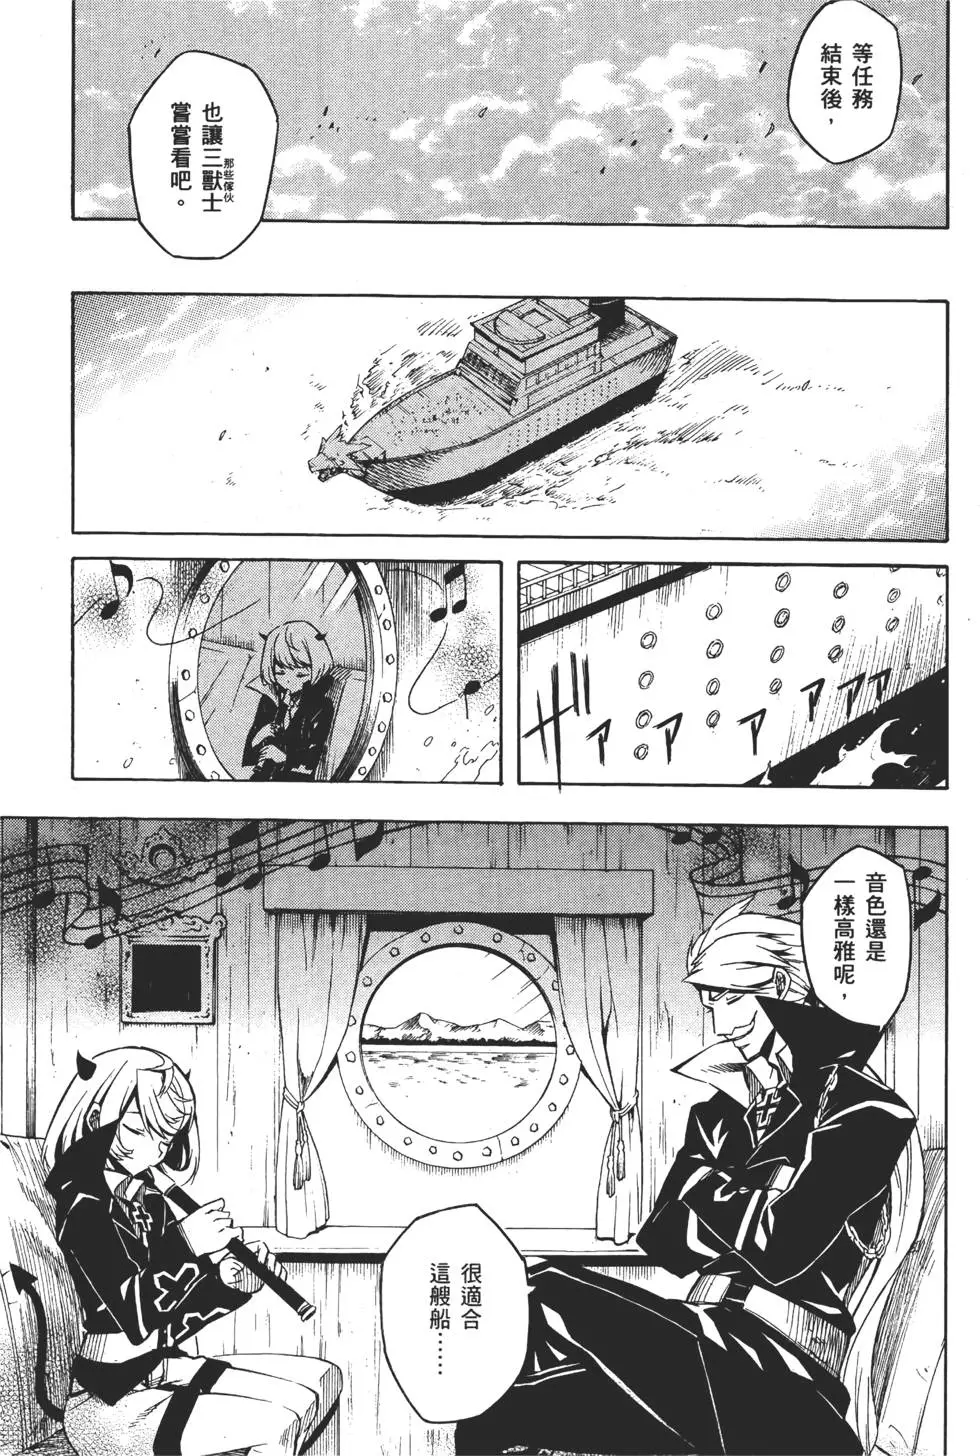 等任務
結束後，
也讓三獸士
那些傢伙
嘗嘗看吧。
ザァァァァァァ
音色還是
一樣高雅呢，
很適合
這艘船……